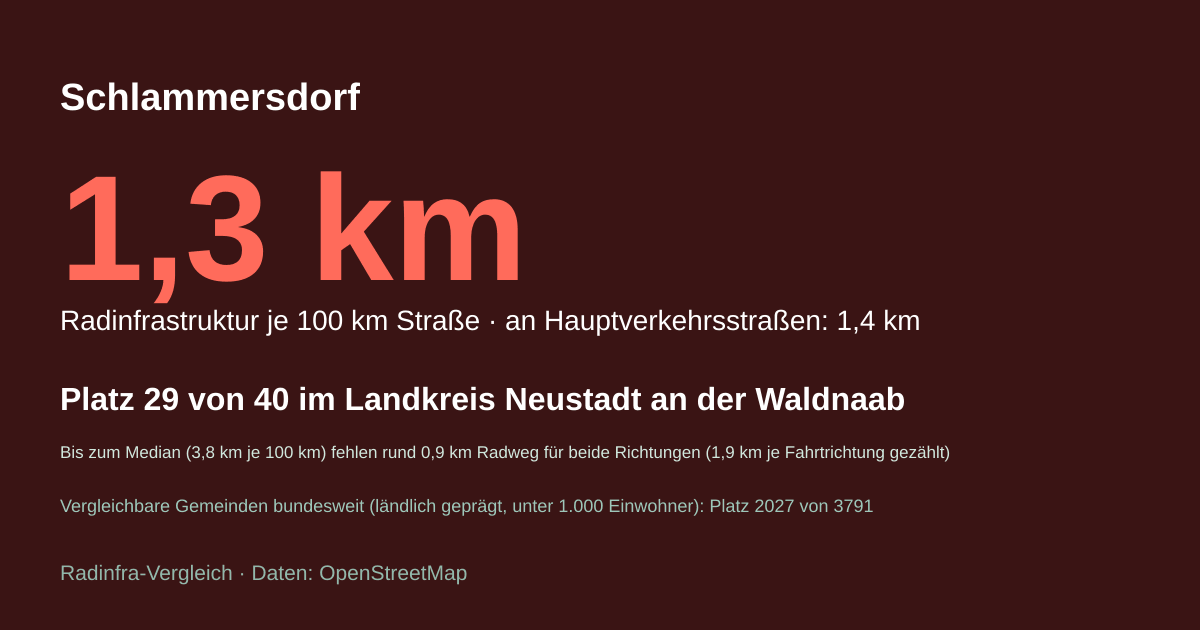 Schlammersdorf
1,3 km
Radinfrastruktur je 100 km Straße · an Hauptverkehrsstraßen: 1,4 km
Platz 29 von 40 im Landkreis Neustadt an der Waldnaab
Bis zum Median (3,8 km je 100 km) fehlen rund 0,9 km Radweg für beide Richtungen (1,9 km je Fahrtrichtung gezählt)
Vergleichbare Gemeinden bundesweit (ländlich geprägt, unter 1.000 Einwohner): Platz 2027 von 3791
Radinfra-Vergleich · Daten: OpenStreetMap